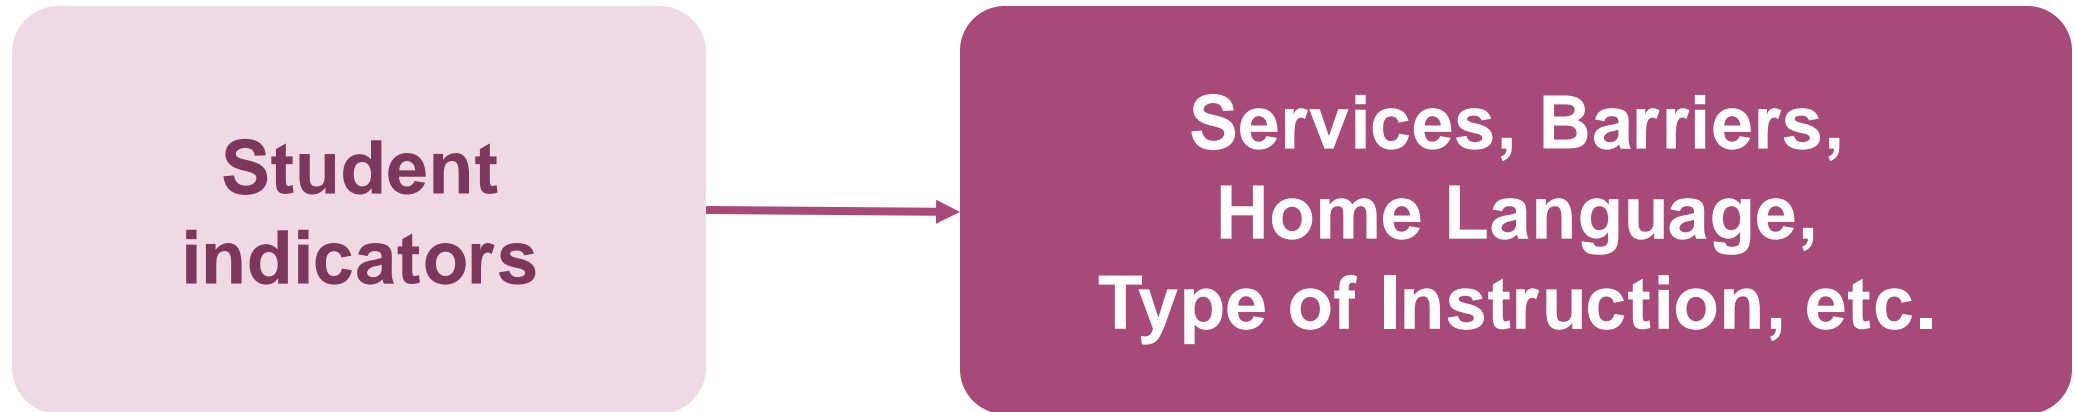 Student
indicators
Services, Barriers,
Home Language,
Type of Instruction, etc.